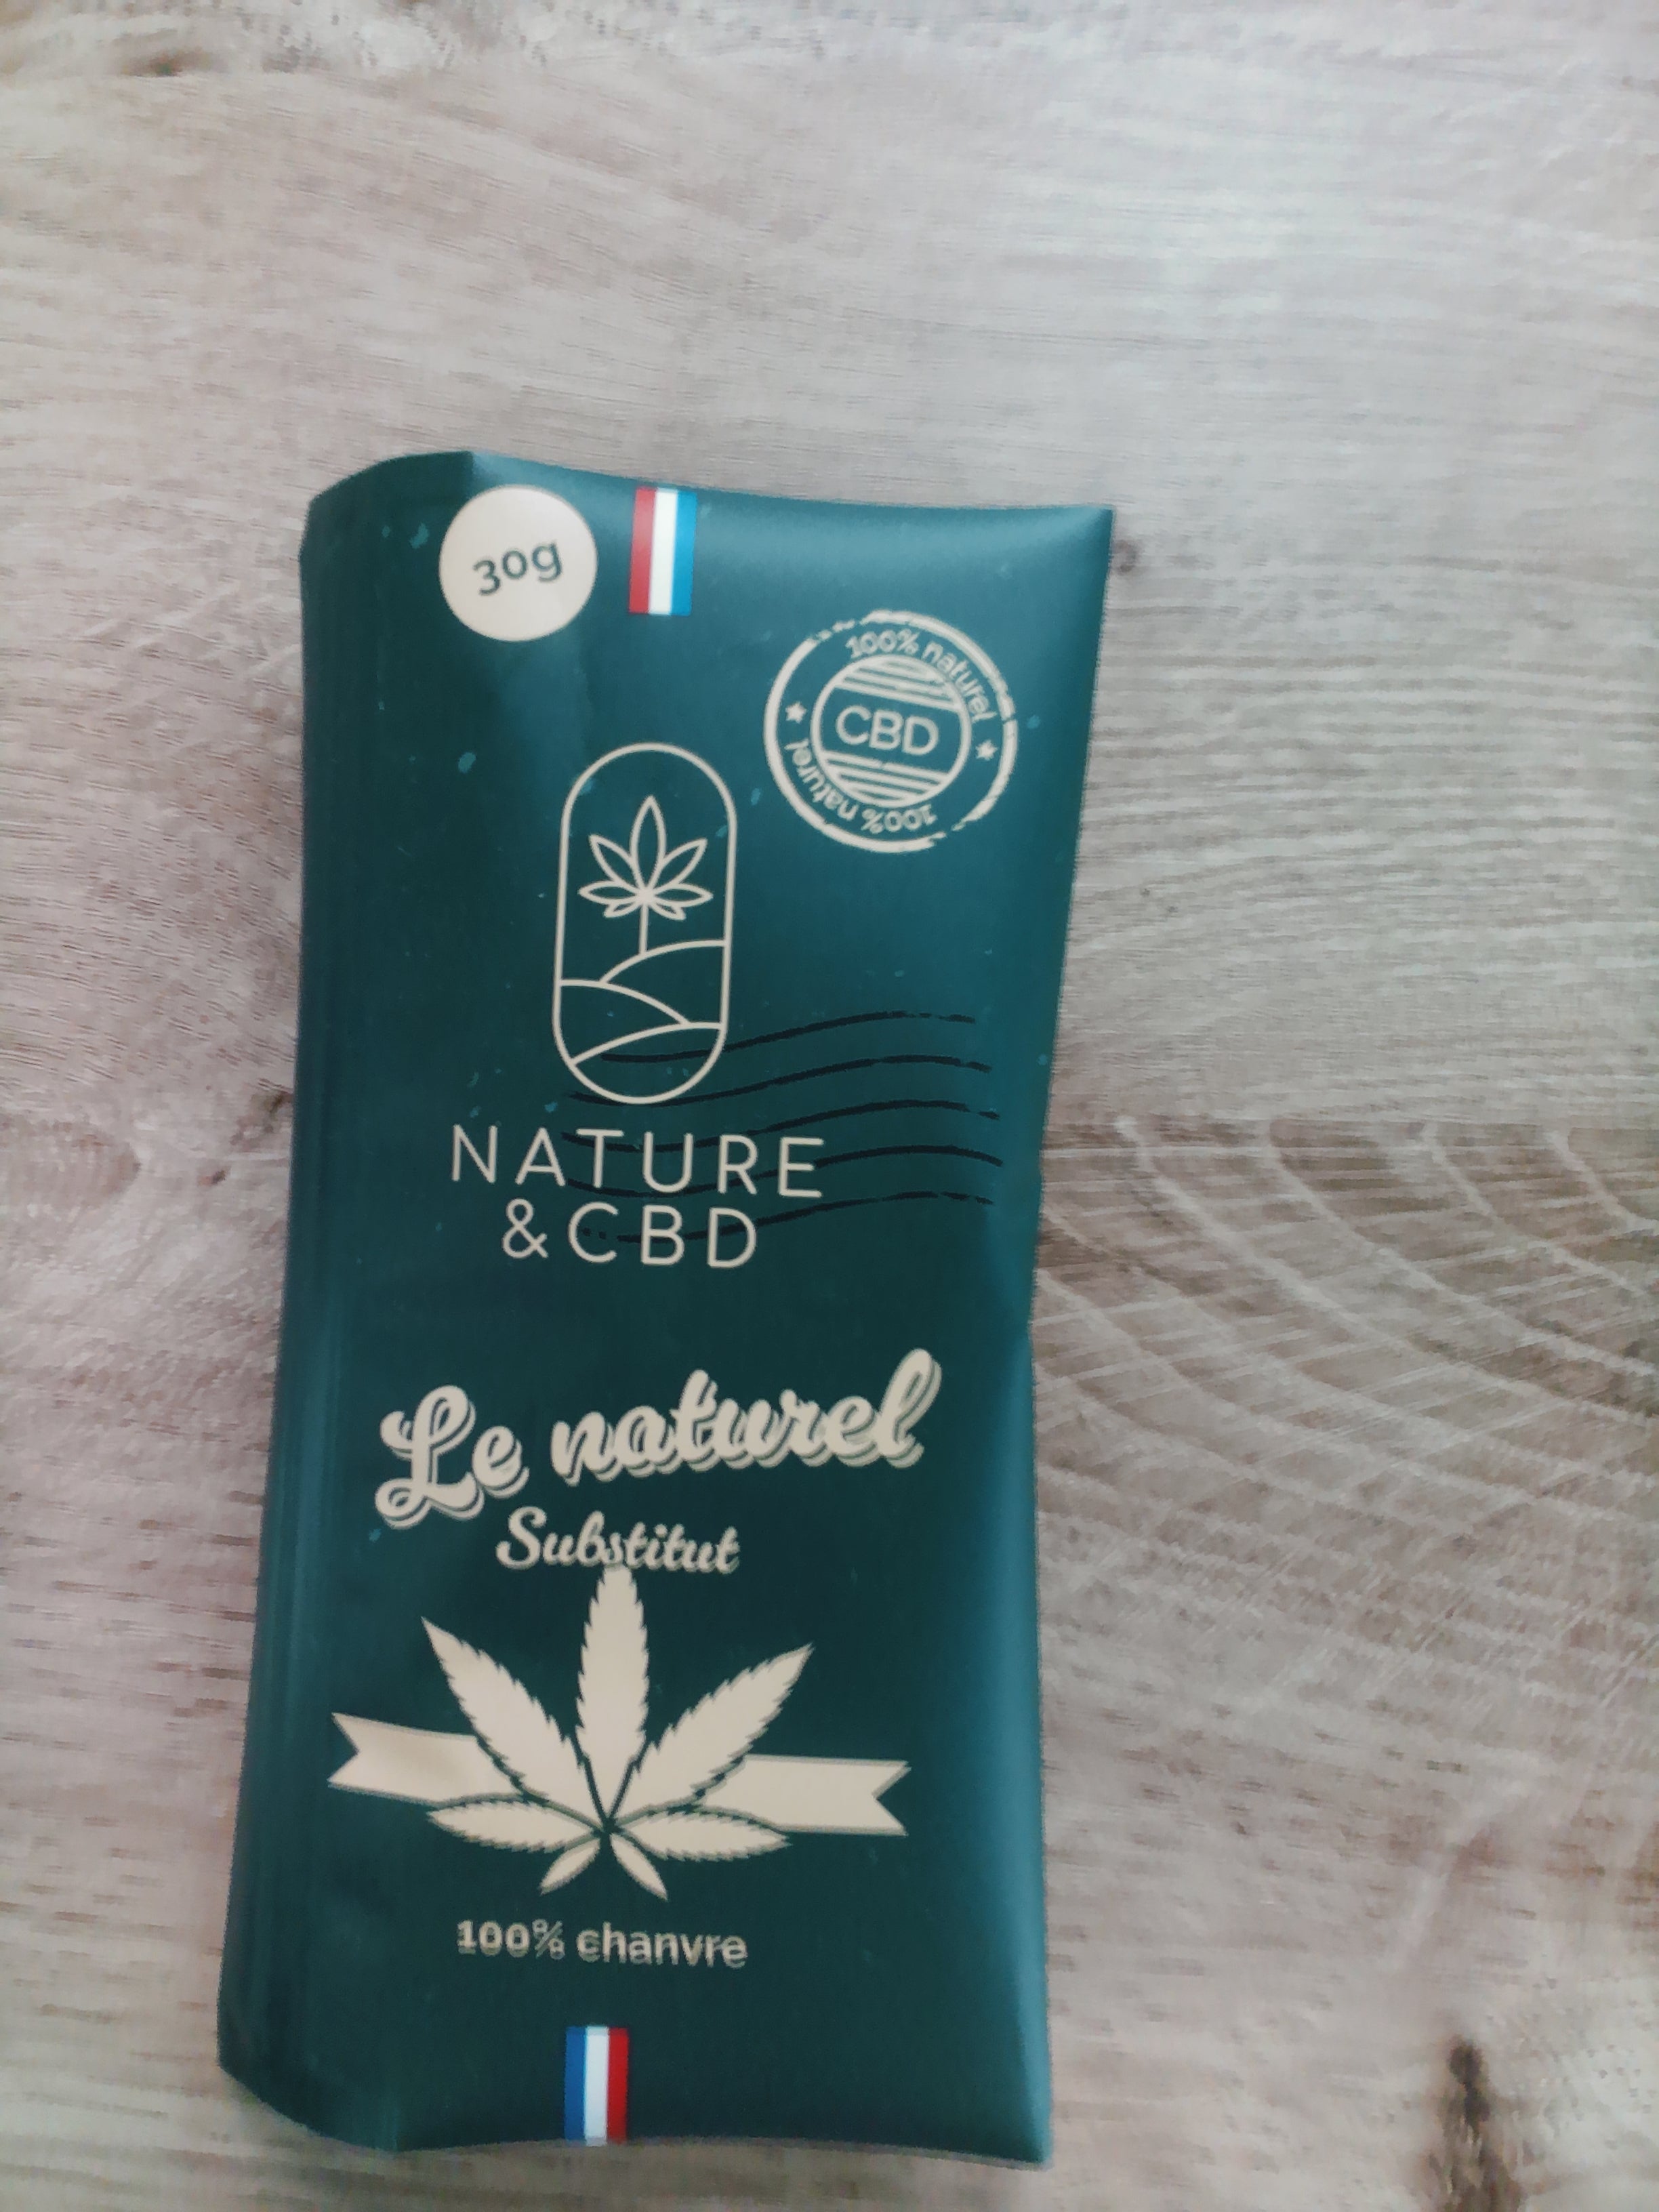 30g
100% naturel
CBD
100% naturel
NATURE
&CBD
Le naturel
Substitut
100% chanvre